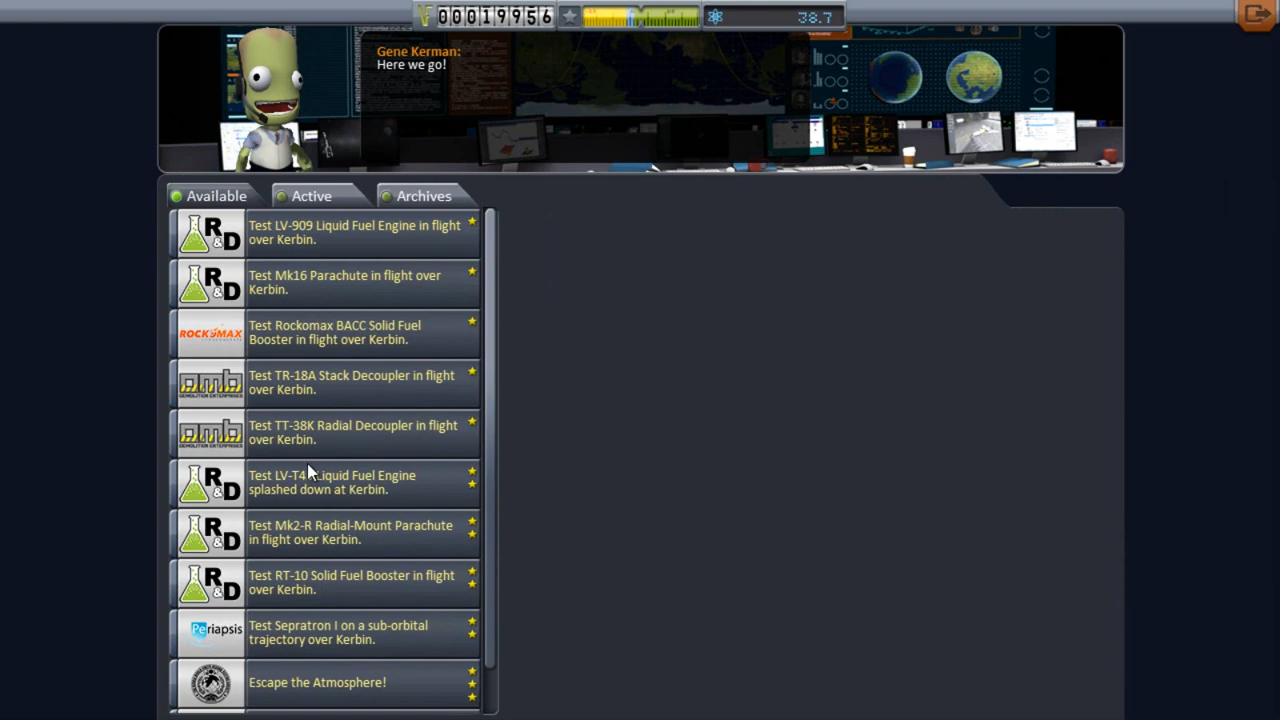 00019956
38.7
Gene Kerman:
Here we go!
Available
Active
Archives
R&D
Test LV-909 Liquid Fuel Engine in flight
over Kerbin.
R&D
Test Mk16 Parachute in flight over
Kerbin.
ROCKOMAX
Test Rockomax BACC Solid Fuel
Booster in flight over Kerbin.
Test TR-18A Stack Decoupler in flight
over Kerbin.
Test TT-38K Radial Decoupler in flight
over Kerbin.
R&D
Test Liquid Fuel Engine
splashed down at Kerbin.
R&D
Test Mk2-R Radial-Mount Parachute
in flight over Kerbin.
R&D
Test RT-10 Solid Fuel Booster in flight
over Kerbin.
Periapsis
Test Sepratron I on a sub-orbital
trajectory over Kerbin.
Escape the Atmosphere!